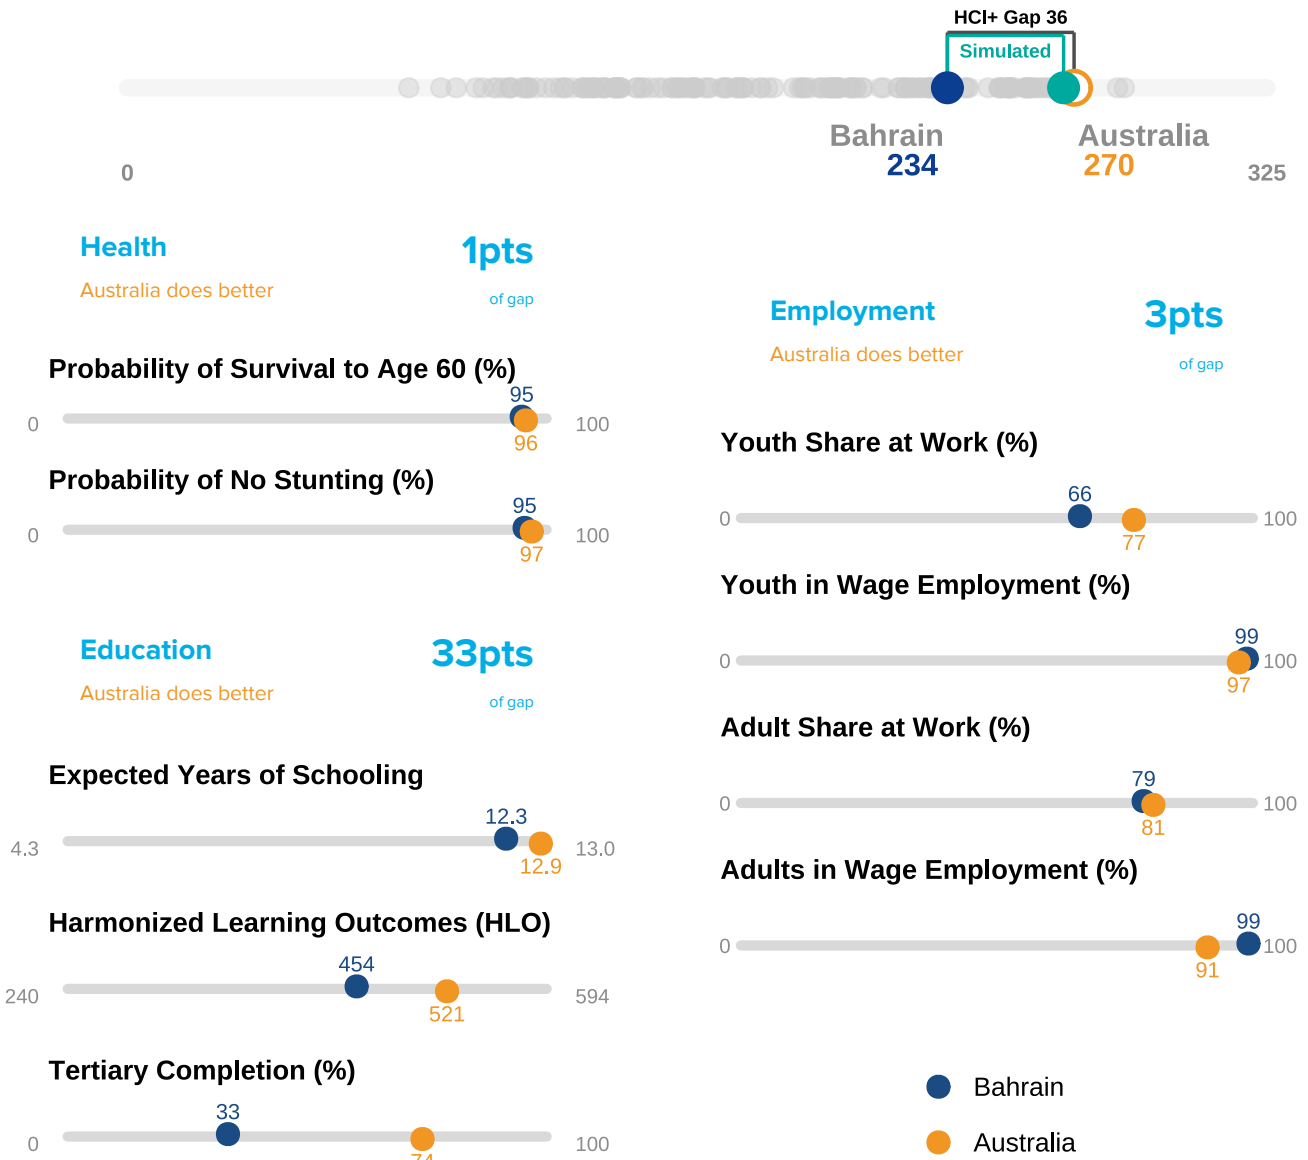 HCI+ Gap 36
Simulated
Bahrain
234
Australia
270
0
325
Health
1pts
Australia does better
of gap
Probability of Survival to Age 60 (%)
95
0
100
96
Probability of No Stunting (%)
95
0
100
97
Education
33pts
Australia does better
of gap
Expected Years of Schooling
12.3
4.3
13.0
12.9
Harmonized Learning Outcomes (HLO)
454
240
594
521
Tertiary Completion (%)
33
0
100
74
Employment
3pts
Australia does better
of gap
Youth Share at Work (%)
66
0
100
77
Youth in Wage Employment (%)
99
0
100
97
Adult Share at Work (%)
79
0
100
81
Adults in Wage Employment (%)
99
0
100
91
Bahrain
Australia